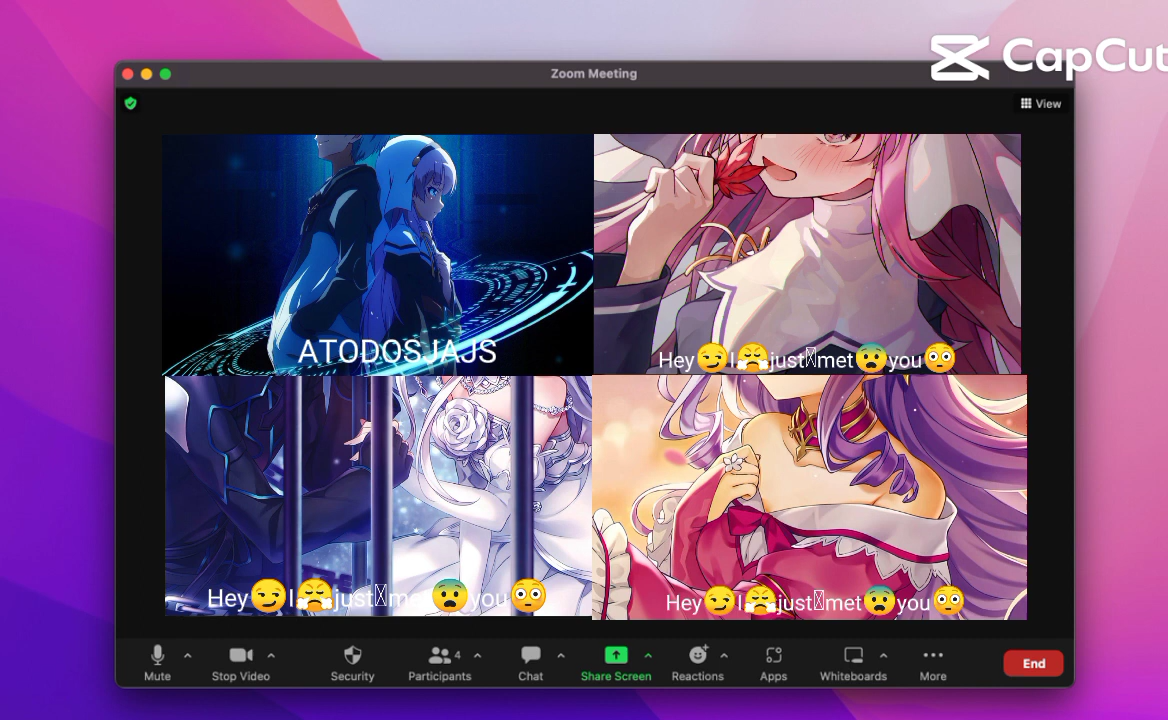 CapCut
Zoom Meeting
View
ATODOSJAJS
Hey😏I😤just met😨you😳
Hey😏I😤just me😨you😳
Hey😏I😤just met😨you😳
4
Mute
Stop Video
Security
Participants
Chat
Share Screen
Reactions
Apps
Whiteboards
More
End